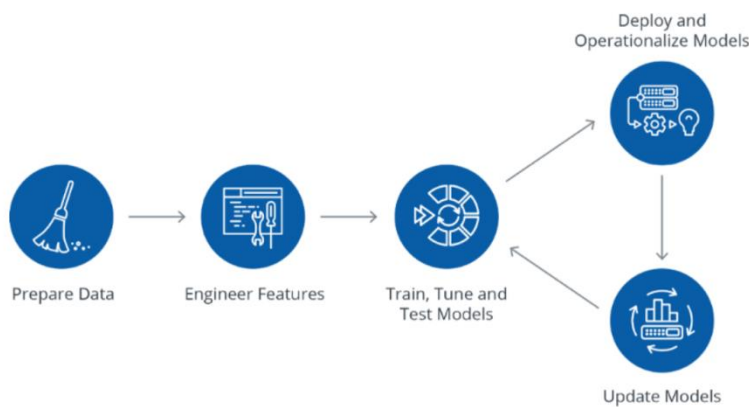 Deploy and
Operationalize Models
Prepare Data
Engineer Features
Train, Tune and
Test Models
Update Models